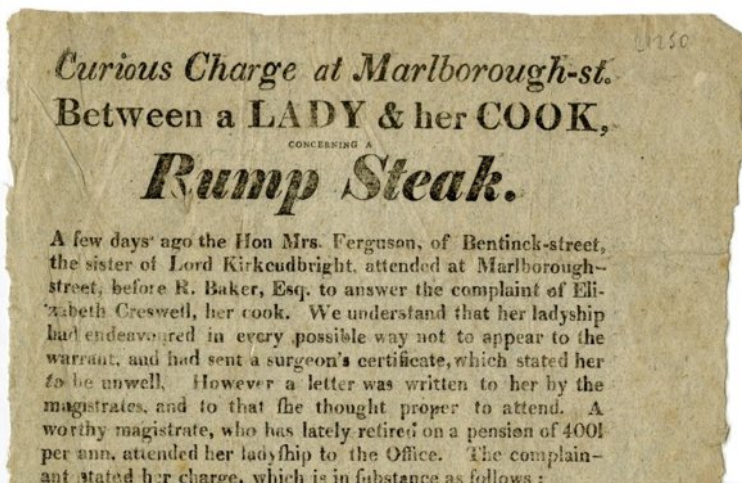 21250
Curious Charge at Marlborough-st.
Between a LADY & her COOK,
CONCERNING A
Rump Steak.
A few days ago the Hon Mrs. Ferguson, of Bentinck-street,
the sister of Lord Kirkcudbright, attended at Marlborough-
street, before R. Baker, Esq. to answer the complaint of Eli-
zabeth Creswell, her cook. We understand that her ladyship
had endeavoured in every possible way not to appear to the
warrant, and had sent a surgeon's certificate, which stated her
to be unwell. However a letter was written to her by the
magistrates, and to that ſhe thought proper to attend. A
worthy magistrate, who has lately retired on a pension of 400l
per ann. attended her ladyſhip to the Office. The complain-
ant stated her charge, which is in ſubstance as follows: